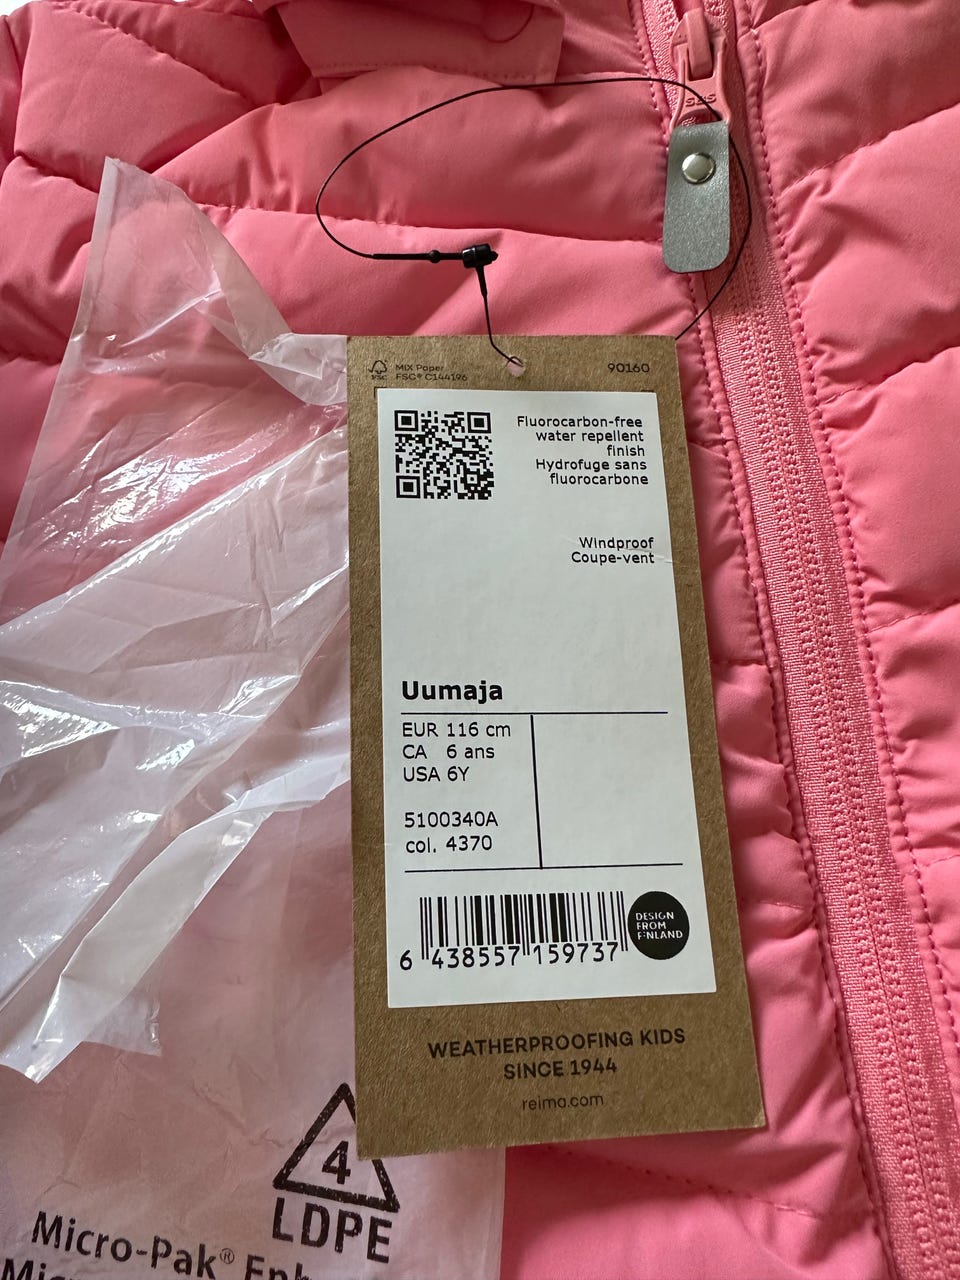 SBS
FSC
MIX Paper
FSC® C144196
90160
Fluorocarbon-free
water repellent
finish
Hydrofuge sans
fluorocarbone
Windproof
Coupe-vent
Uumaja
EUR 116 cm
CA 6 ans
USA 6Y
5100340A
col. 4370
6 438557 159737
DESIGN
FROM
FINLAND
WEATHERPROOFING KIDS
SINCE 1944
reima.com
4
LDPE
Micro-Pak®